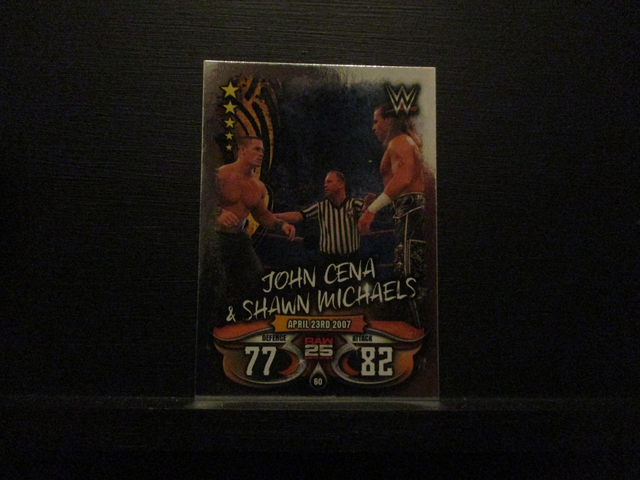 W
JOHN CENA
& SHAWN MICHAELS
APRIL 23RD 2007
DEFENCE
77
RAW
25
ATTACK
82
60